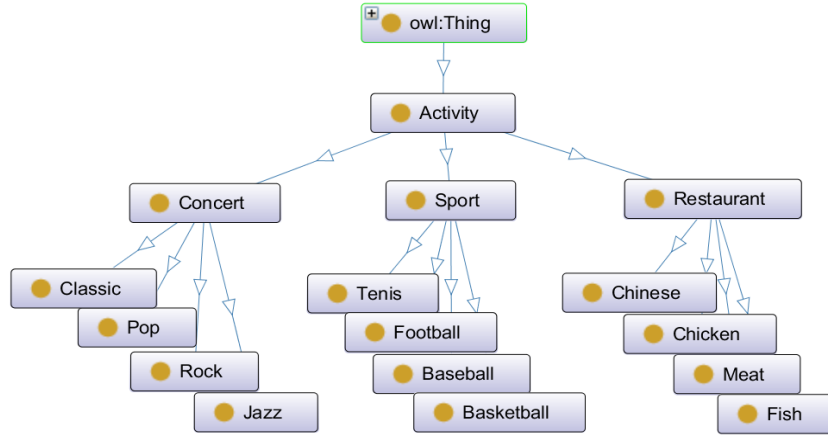 owl:Thing
Activity
Concert
Sport
Restaurant
Classic
Pop
Rock
Jazz
Tenis
Football
Baseball
Basketball
Chinese
Chicken
Meat
Fish